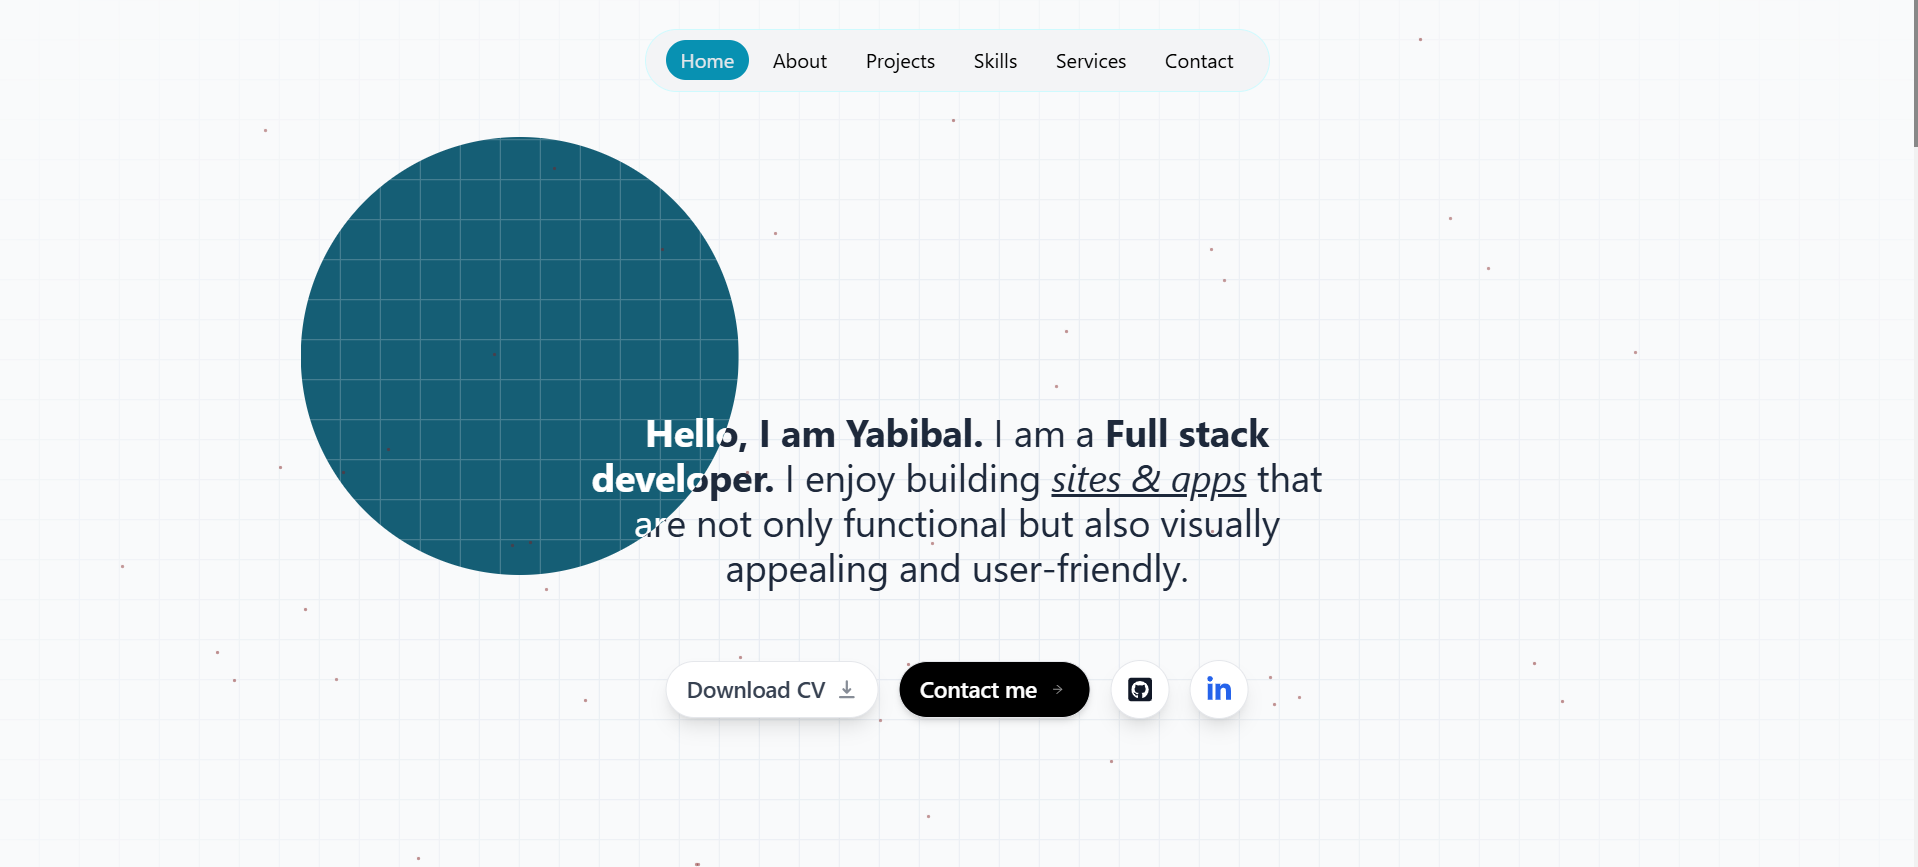 Home About Projects Skills Services Contact
Hello, I am Yabibal. I am a Full stack
developer. I enjoy building sites & apps that
are not only functional but also visually
appealing and user-friendly.
Download CV Contact me in